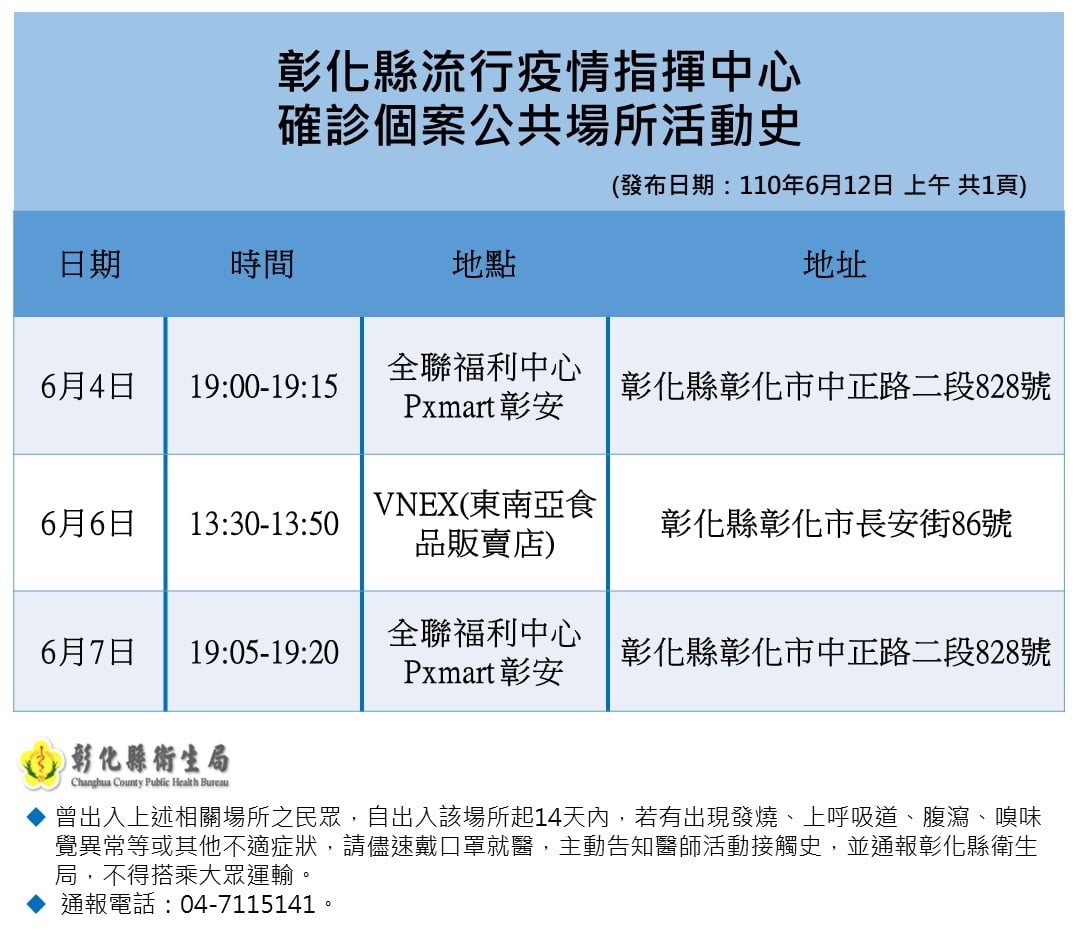 彰化縣流行疫情指揮中心
確診個案公共場所活動史
(發布日期：110年6月12日 上午 共1頁)
日期 時間 地點 地址
6月4日 19:00-19:15 全聯福利中心 彰化縣彰化市中正路二段828號
Pxmart彰安
6月6日 13:30-13:50 VNEX(東南亞食 彰化縣彰化市長安街86號
品販賣店)
6月7日 19:05-19:20 全聯福利中心 彰化縣彰化市中正路二段828號
Pxmart彰安
彰化縣衛生局
Changhua County Public Health Bureau
◆ 曾出入上述相關場所之民眾，自出入該場所起14天內，若有出現發燒、上呼吸道、腹瀉、嗅味
覺異常等或其他不適症狀，請儘速戴口罩就醫，主動告知醫師活動接觸史，並通報彰化縣衛生
局，不得搭乘大眾運輸。
◆ 通報電話：04-7115141。